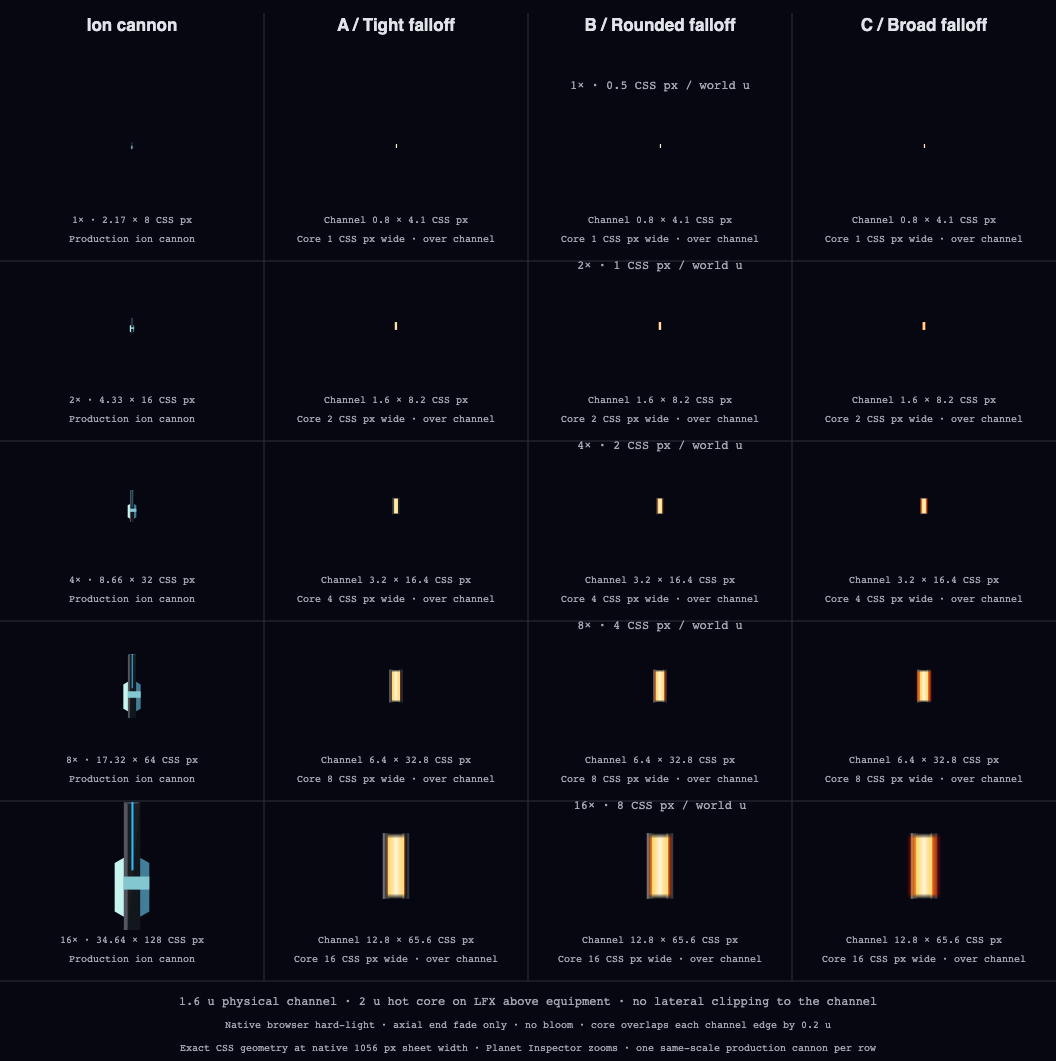 Ion cannon
A / Tight falloff
B / Rounded falloff
C / Broad falloff
1× · 0.5 CSS px / world u
1× · 2.17 × 8 CSS px
Production ion cannon
Channel 0.8 × 4.1 CSS px
Core 1 CSS px wide · over channel
Channel 0.8 × 4.1 CSS px
Core 1 CSS px wide · over channel
Channel 0.8 × 4.1 CSS px
Core 1 CSS px wide · over channel
2× · 1 CSS px / world u
2× · 4.33 × 16 CSS px
Production ion cannon
Channel 1.6 × 8.2 CSS px
Core 2 CSS px wide · over channel
Channel 1.6 × 8.2 CSS px
Core 2 CSS px wide · over channel
Channel 1.6 × 8.2 CSS px
Core 2 CSS px wide · over channel
4× · 2 CSS px / world u
4× · 8.66 × 32 CSS px
Production ion cannon
Channel 3.2 × 16.4 CSS px
Core 4 CSS px wide · over channel
Channel 3.2 × 16.4 CSS px
Core 4 CSS px wide · over channel
Channel 3.2 × 16.4 CSS px
Core 4 CSS px wide · over channel
8× · 4 CSS px / world u
8× · 17.32 × 64 CSS px
Production ion cannon
Channel 6.4 × 32.8 CSS px
Core 8 CSS px wide · over channel
Channel 6.4 × 32.8 CSS px
Core 8 CSS px wide · over channel
Channel 6.4 × 32.8 CSS px
Core 8 CSS px wide · over channel
16× · 8 CSS px / world u
16× · 34.64 × 128 CSS px
Production ion cannon
Channel 12.8 × 65.6 CSS px
Core 16 CSS px wide · over channel
Channel 12.8 × 65.6 CSS px
Core 16 CSS px wide · over channel
Channel 12.8 × 65.6 CSS px
Core 16 CSS px wide · over channel
1.6 u physical channel · 2 u hot core on LFX above equipment · no lateral clipping to the channel
Native browser hard-light · axial end fade only · no bloom · core overlaps each channel edge by 0.2 u
Exact CSS geometry at native 1056 px sheet width · Planet Inspector zooms · one same-scale production cannon per row